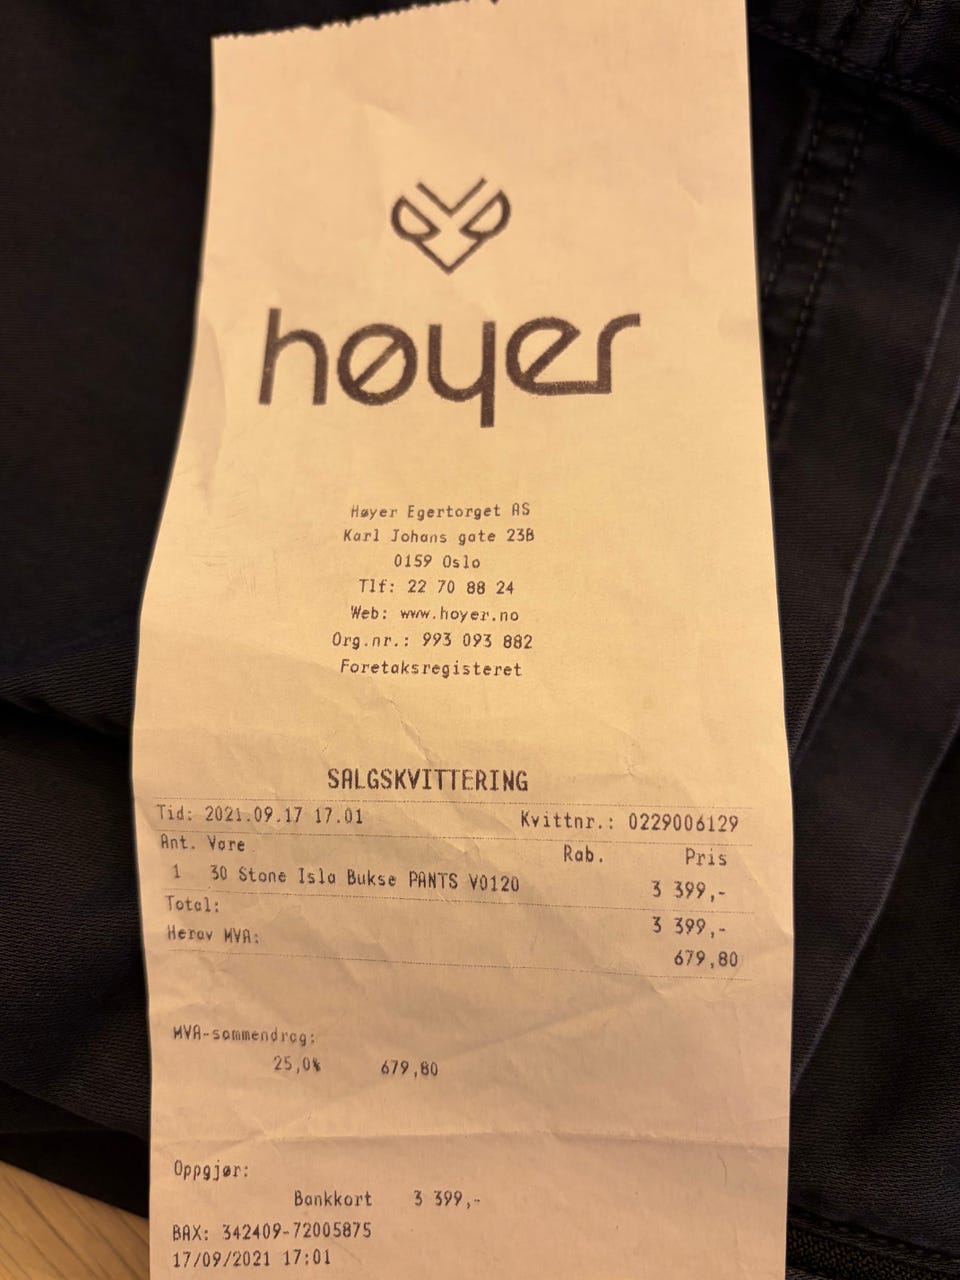 høyer
Høyer Egertorget AS
Karl Johans gate 23B
0159 Oslo
Tlf: 22 70 88 24
Web: www.hoyer.no
Org.nr.: 993 093 882
Foretaksregisteret
SALGSKVITTERING
Tid: 2021.09.17 17.01 Kvittnr.: 0229006129
Ant. Vare Rab. Pris
1 30 Stone Isla Bukse PANTS V0120 3 399,-
Total: 3 399,-
Herav MVA: 679,80
MVA-sammendrag:
25,0% 679,80
Oppgjør:
Bankkort 3 399,-
BAX: 342409-72005875
17/09/2021 17:01